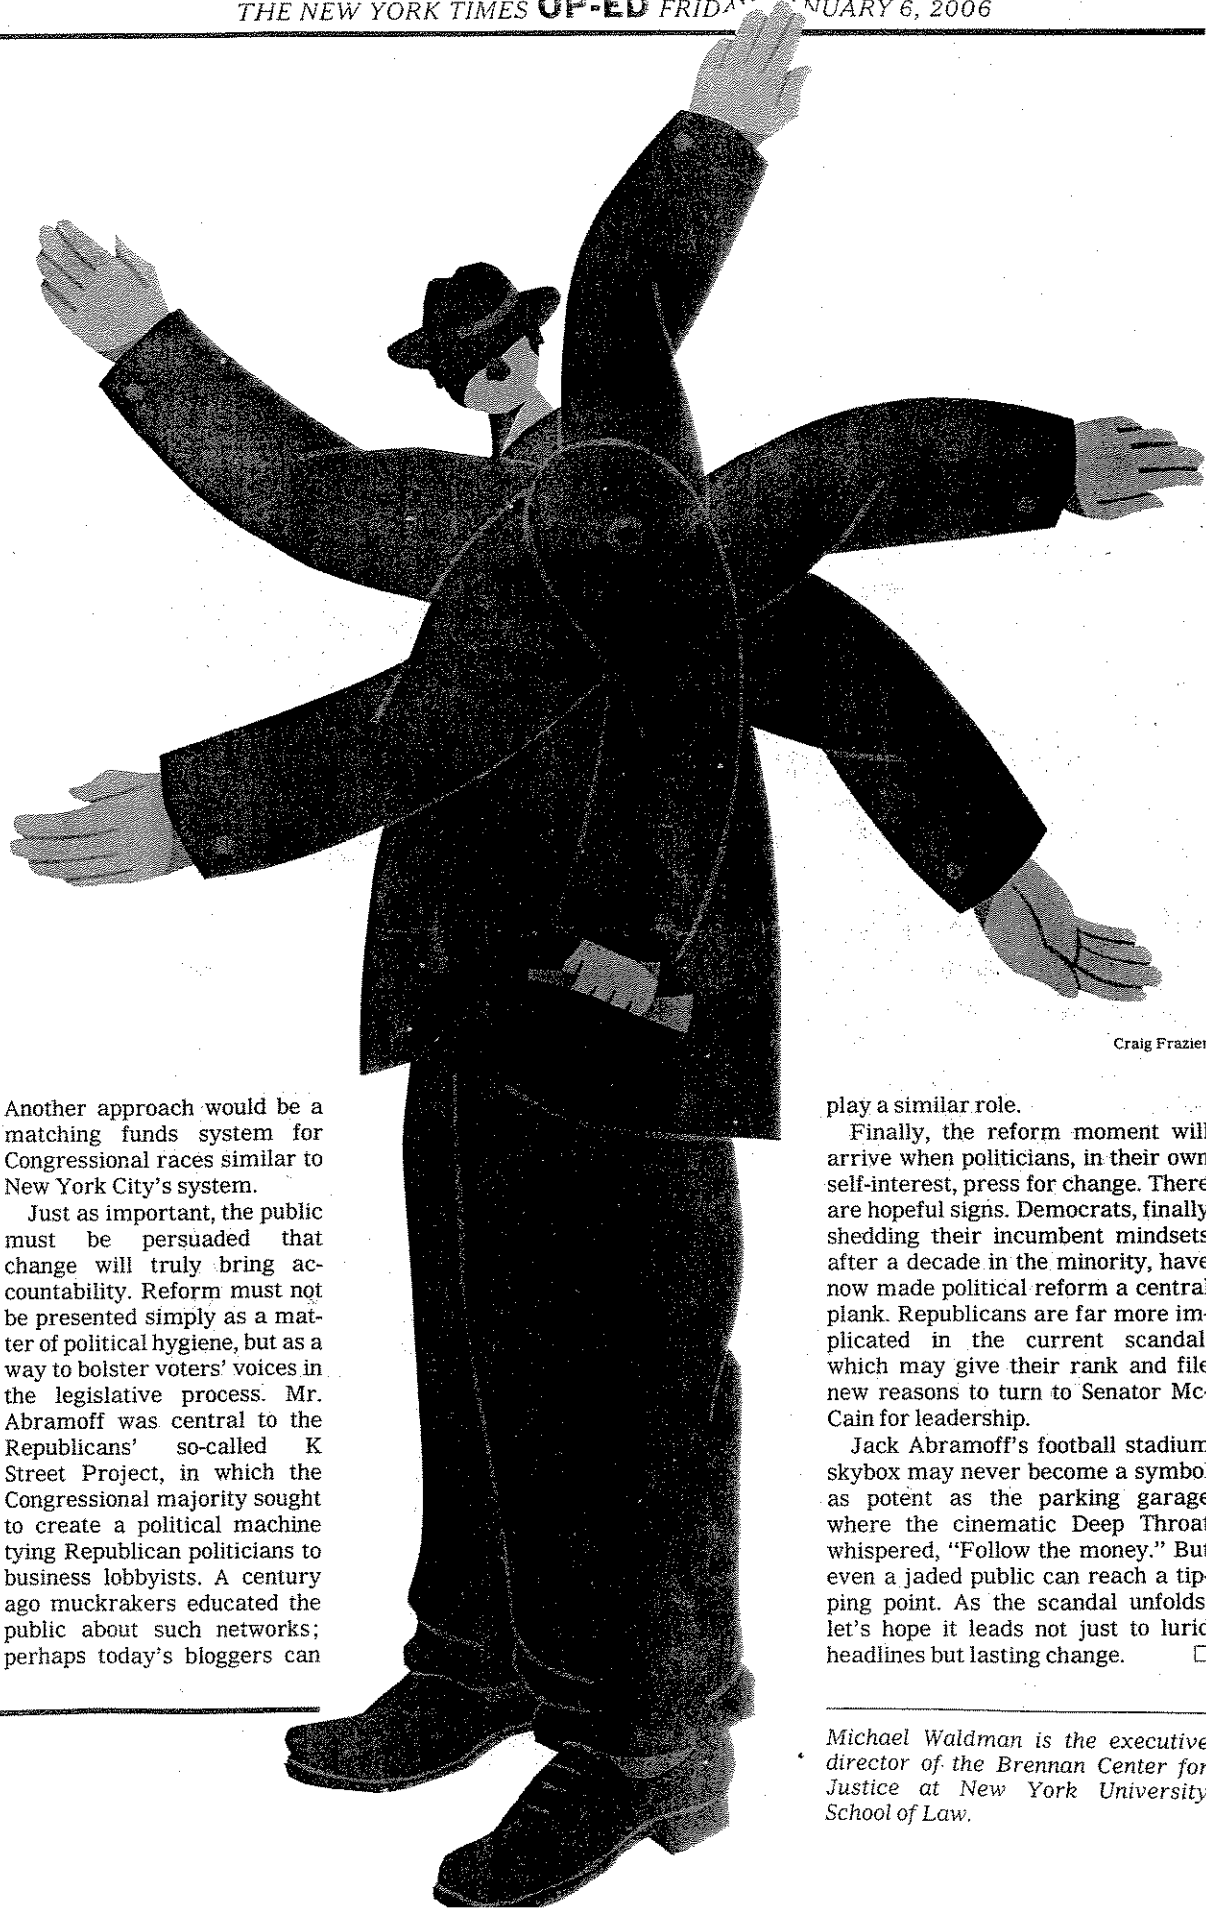 THE NEW YORK TIMES OP-ED FRIDAY, JANUARY 6, 2006
Craig Frazier
Another approach would be a
matching funds system for
Congressional races similar to
New York City's system.
Just as important, the public
must be persuaded that
change will truly bring ac-
countability. Reform must not
be presented simply as a mat-
ter of political hygiene, but as a
way to bolster voters' voices in
the legislative process. Mr.
Abramoff was central to the
Republicans' so-called K
Street Project, in which the
Congressional majority sought
to create a political machine
tying Republican politicians to
business lobbyists. A century
ago muckrakers educated the
public about such networks;
perhaps today's bloggers can
play a similar role.
Finally, the reform moment will
arrive when politicians, in their own
self-interest, press for change. There
are hopeful signs. Democrats, finally
shedding their incumbent mindsets
after a decade in the minority, have
now made political reform a central
plank. Republicans are far more im-
plicated in the current scandal,
which may give their rank and file
new reasons to turn to Senator Mc-
Cain for leadership.
Jack Abramoff's football stadium
skybox may never become a symbol
as potent as the parking garage
where the cinematic Deep Throat
whispered, "Follow the money." But
even a jaded public can reach a tip-
ping point. As the scandal unfolds,
let's hope it leads not just to lurid
headlines but lasting change. □
Michael Waldman is the executive
director of the Brennan Center for
Justice at New York University
School of Law.